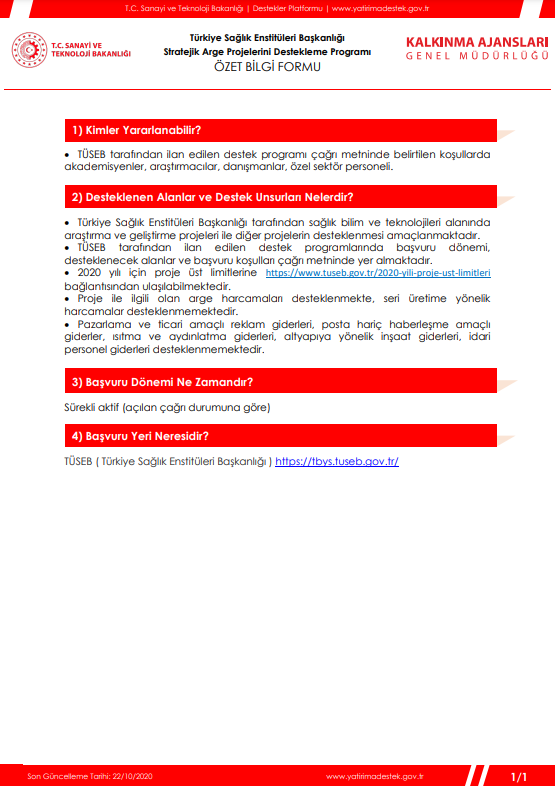 T.C. Sanayi ve Teknoloji Bakanlığı | Destekler Platformu | www.yatirimadestek.gov.tr
T.C. SANAYİ VE
TEKNOLOJİ BAKANLIĞI
Türkiye Sağlık Enstitüleri Başkanlığı
Stratejik Arge Projelerini Destekleme Programı
ÖZET BİLGİ FORMU
KALKINMA AJANSLARI
GENEL MÜDÜRLÜĞÜ
1) Kimler Yararlanabilir?
• TÜSEB tarafından ilan edilen destek programı çağrı metninde belirtilen koşullarda
akademisyenler, araştırmacılar, danışmanlar, özel sektör personeli.
2) Desteklenen Alanlar ve Destek Unsurları Nelerdir?
• Türkiye Sağlık Enstitüleri Başkanlığı tarafından sağlık bilim ve teknolojileri alanında
araştırma ve geliştirme projeleri ile diğer projelerin desteklenmesi amaçlanmaktadır.
• TÜSEB tarafından ilan edilen destek programlarında başvuru dönemi,
desteklenecek alanlar ve başvuru koşulları çağrı metninde yer almaktadır.
• 2020 yılı için proje üst limitlerine https://www.tuseb.gov.tr/2020-yili-proje-ust-limitleri
bağlantısından ulaşılabilmektedir.
• Proje ile ilgili olan arge harcamaları desteklenmekte, seri üretime yönelik
harcamalar desteklenmemektedir.
• Pazarlama ve ticari amaçlı reklam giderleri, posta hariç haberleşme amaçlı
giderler, ısıtma ve aydınlatma giderleri, altyapıya yönelik inşaat giderleri, idari
personel giderleri desteklenmemektedir.
3) Başvuru Dönemi Ne Zamandır?
Sürekli aktif (açılan çağrı durumuna göre)
4) Başvuru Yeri Neresidir?
TÜSEB ( Türkiye Sağlık Enstitüleri Başkanlığı ) https://tbys.tuseb.gov.tr/
Son Güncelleme Tarihi: 22/10/2020
www.yatirimadestek.gov.tr
1/1